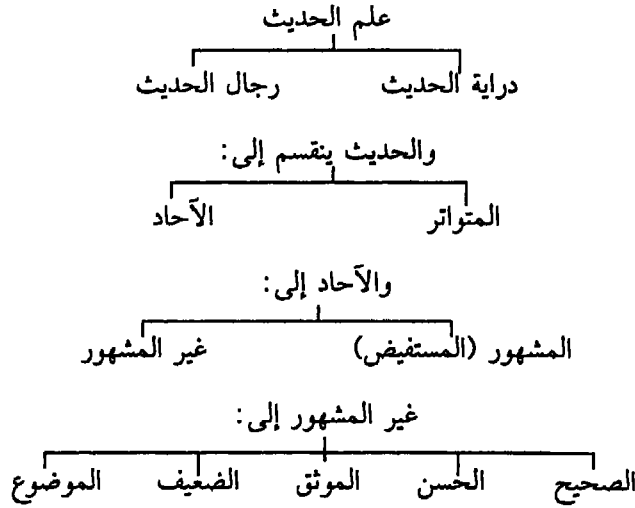 علم الحديث
دراية الحديث رجال الحديث
والحديث ينقسم إلى:
المتواتر الآحاد
والآحاد إلى:
المشهور (المستفيض) غير المشهور
غير المشهور إلى:
الصحيح الحسن الموثق الضعيف الموضوع